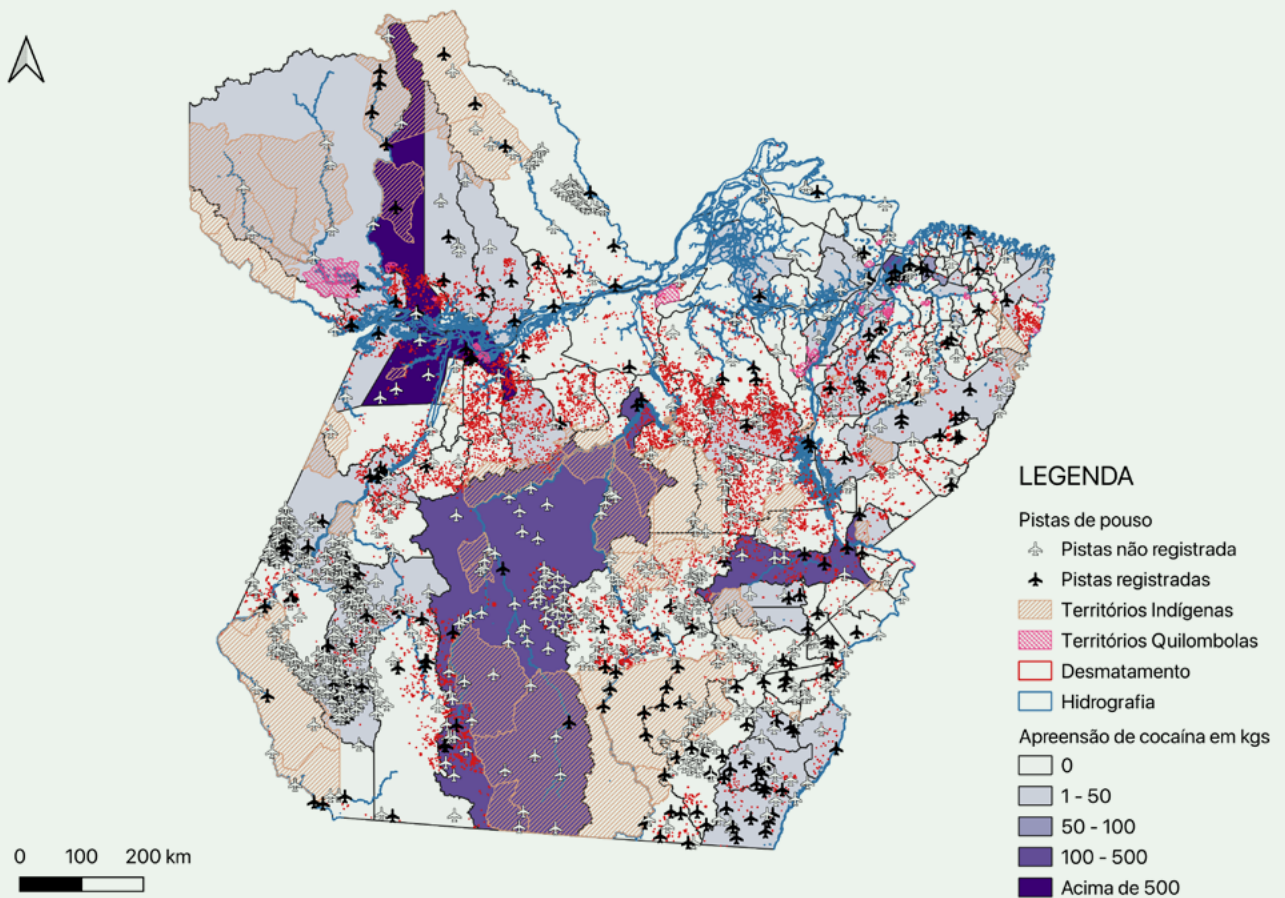 LEGENDA
Pistas de pouso
Pistas não registrada
Pistas registradas
Territórios Indígenas
Territórios Quilombolas
Desmatamento
Hidrografia
Apreensão de cocaína em kgs
0
1 - 50
50 - 100
100 - 500
Acima de 500
0 100 200 km